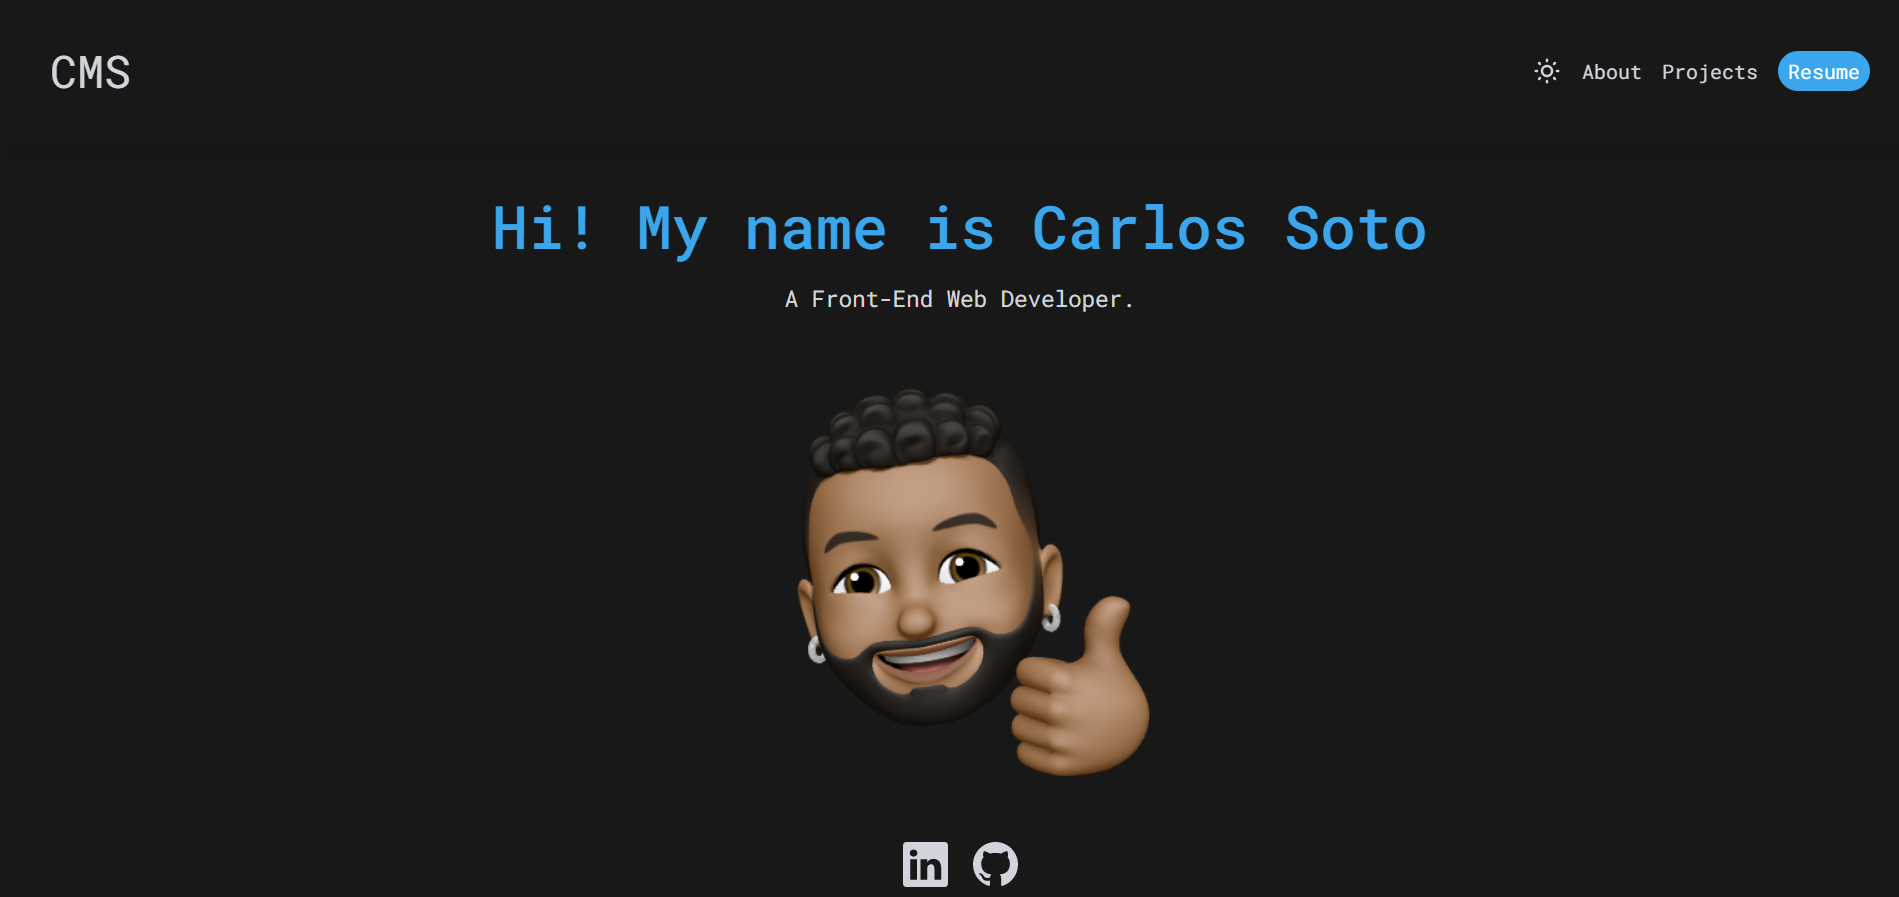 CMS
About Projects Resume
Hi! My name is Carlos Soto
A Front-End Web Developer.
in